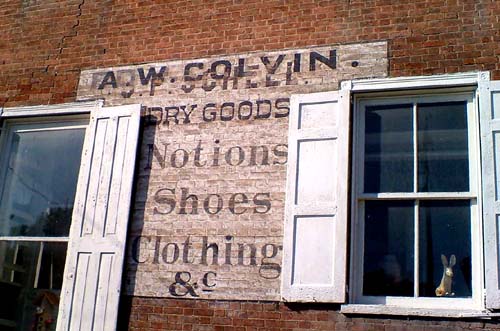 A.W. COLVIN.
DRY GOODS
Notions
Shoes
Clothing
&c